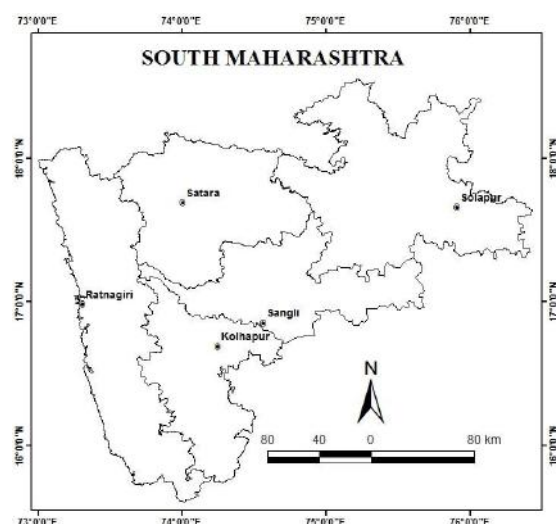 73°0'0"E 74°0'0"E 75°0'0"E 76°0'0"E
SOUTH MAHARASHTRA
18°0'0"N 18°0'0"N
Satara
Solapur
17°0'0"N 17°0'0"N
Ratnagiri
Sangli
Kolhapur
N
16°0'0"N 16°0'0"N
80 40 0 80 km
73°0'0"E 74°0'0"E 75°0'0"E 76°0'0"E